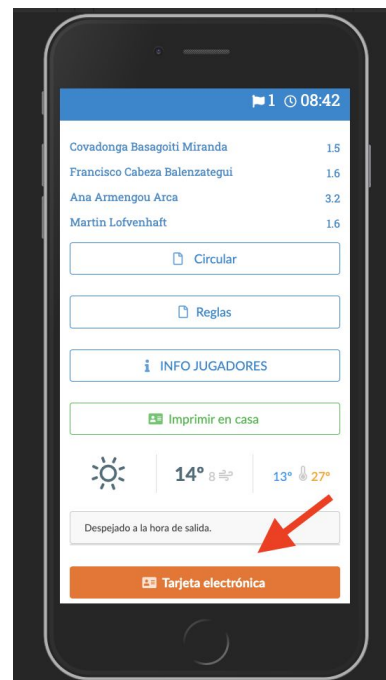 1 08:42
Covadonga Basagoiti Miranda 1.5
Francisco Cabeza Balenzategui 1.6
Ana Armengou Arca 3.2
Martin Lofvenhaft 1.6
Circular
Reglas
INFO JUGADORES
Imprimir en casa
14° 8 13° 27°
Despejado a la hora de salida.
Tarjeta electrónica